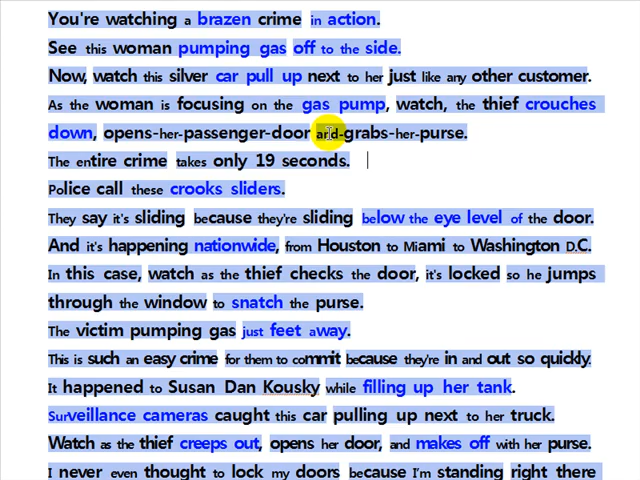 You're watching a brazen crime in action.
See this woman pumping gas off to the side.
Now, watch this silver car pull up next to her just like any other customer.
As the woman is focusing on the gas pump, watch, the thief crouches
down, opens-her-passenger-door and-grabs-her-purse.
The entire crime takes only 19 seconds.
Police call these crooks sliders.
They say it's sliding because they're sliding below the eye level of the door.
And it's happening nationwide, from Houston to Miami to Washington D.C.
In this case, watch as the thief checks the door, it's locked so he jumps
through the window to snatch the purse.
The victim pumping gas just feet away.
This is such an easy crime for them to commit because they're in and out so quickly.
It happened to Susan Dan Kousky while filling up her tank.
Surveillance cameras caught this car pulling up next to her truck.
Watch as the thief creeps out, opens her door, and makes off with her purse.
I never even thought to lock my doors because I'm standing right there